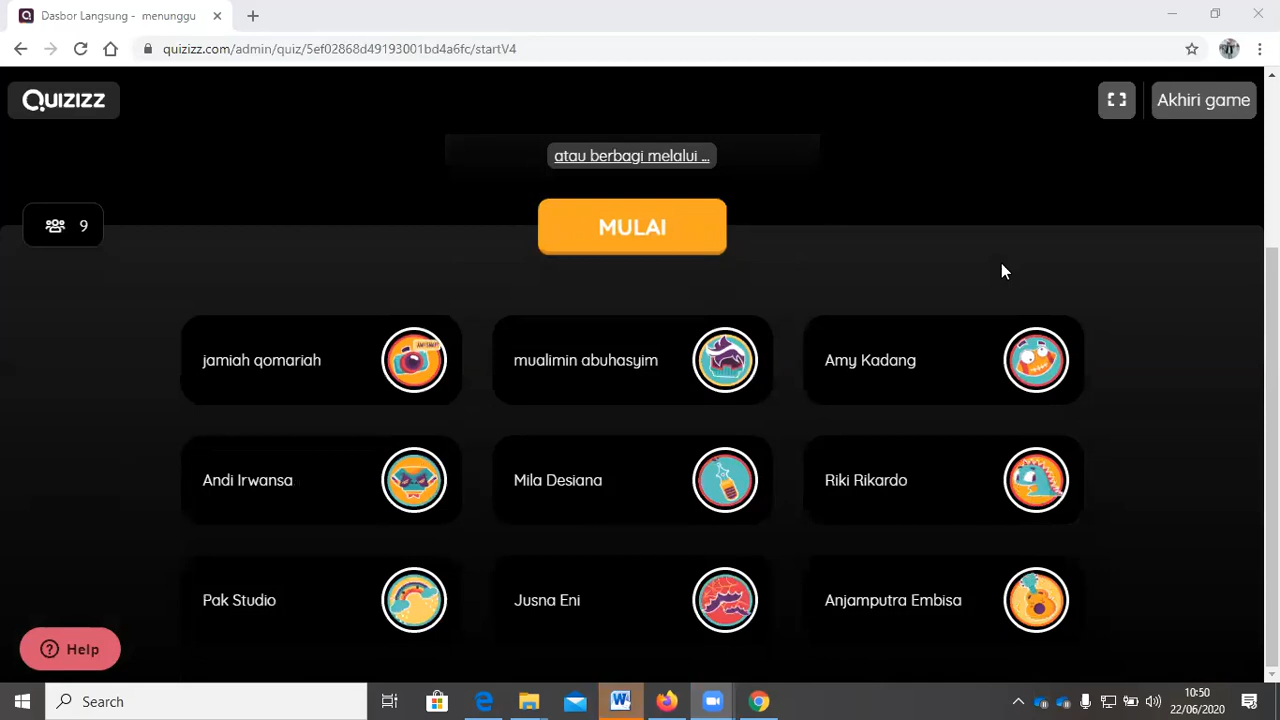 Dasbor Langsung - menunggu
quizizz.com/admin/quiz/5ef02868d49193001bd4a6fc/startV4
QUIZIZZ
Akhiri game
atau berbagi melalui ...
9
MULAI
jamiah qomariah
mualimin abuhasyim
Amy Kadang
Andi Irwansa
Mila Desiana
Riki Rikardo
Pak Studio
Jusna Eni
Anjamputra Embisa
Help
Search
10:50
22/06/2020